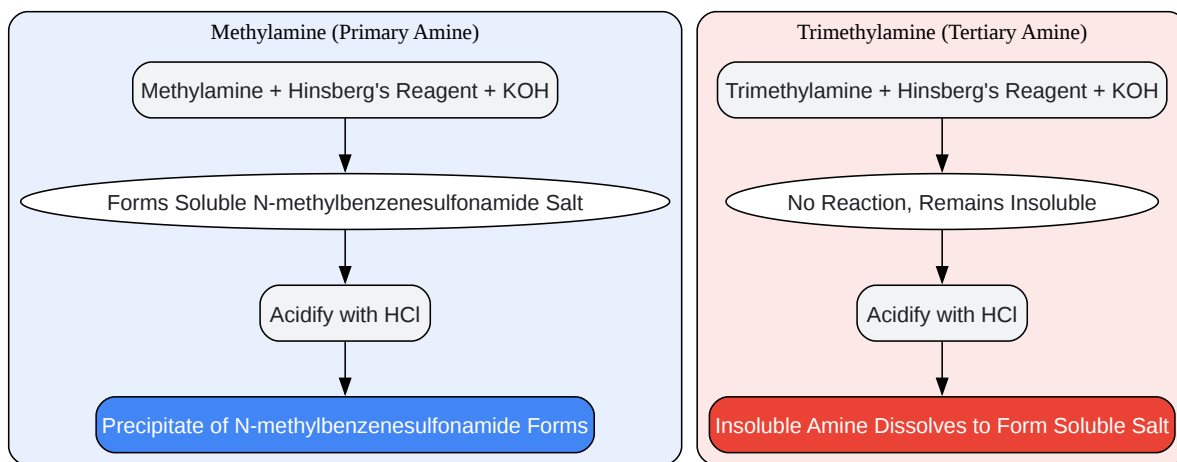 Methylamine (Primary Amine)
Methylamine + Hinsberg's Reagent + KOH
Forms Soluble N-methylbenzenesulfonamide Salt
Acidify with HCl
Precipitate of N-methylbenzenesulfonamide Forms
Trimethylamine (Tertiary Amine)
Trimethylamine + Hinsberg's Reagent + KOH
No Reaction, Remains Insoluble
Acidify with HCl
Insoluble Amine Dissolves to Form Soluble Salt